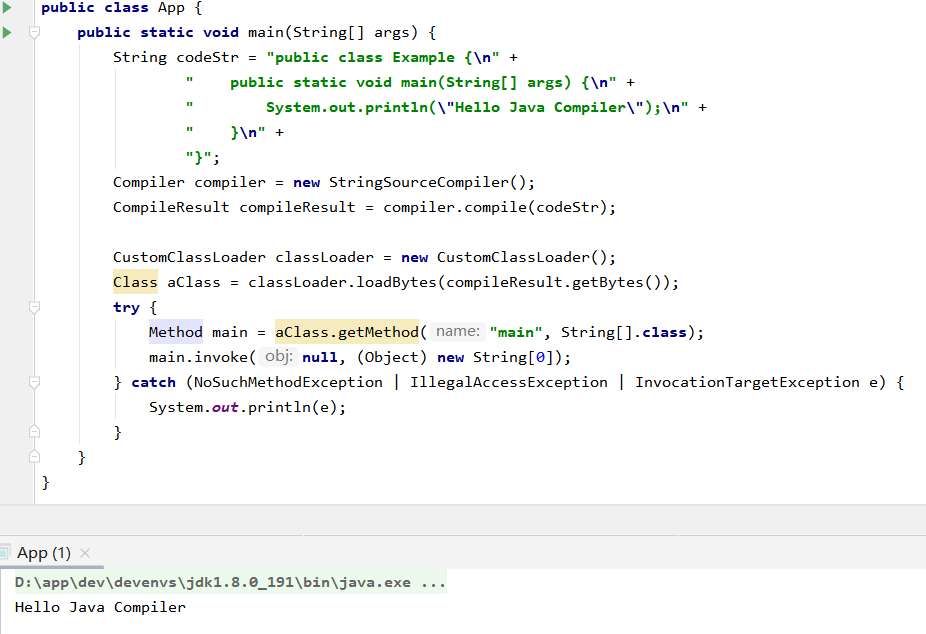 public class App {
    public static void main(String[] args) {
        String codeStr = "public class Example {\n" +
                "    public static void main(String[] args) {\n" +
                "        System.out.println(\"Hello Java Compiler\");\n" +
                "    }\n" +
                "}";
        Compiler compiler = new StringSourceCompiler();
        CompileResult compileResult = compiler.compile(codeStr);

        CustomClassLoader classLoader = new CustomClassLoader();
        Class aClass = classLoader.loadBytes(compileResult.getBytes());
        try {
            Method main = aClass.getMethod( name: "main", String[].class);
            main.invoke( obj: null, (Object) new String[0]);
        } catch (NoSuchMethodException | IllegalAccessException | InvocationTargetException e) {
            System.out.println(e);
        }
    }
}
App (1) ×
D:\app\dev\devenvs\jdk1.8.0_191\bin\java.exe ...
Hello Java Compiler